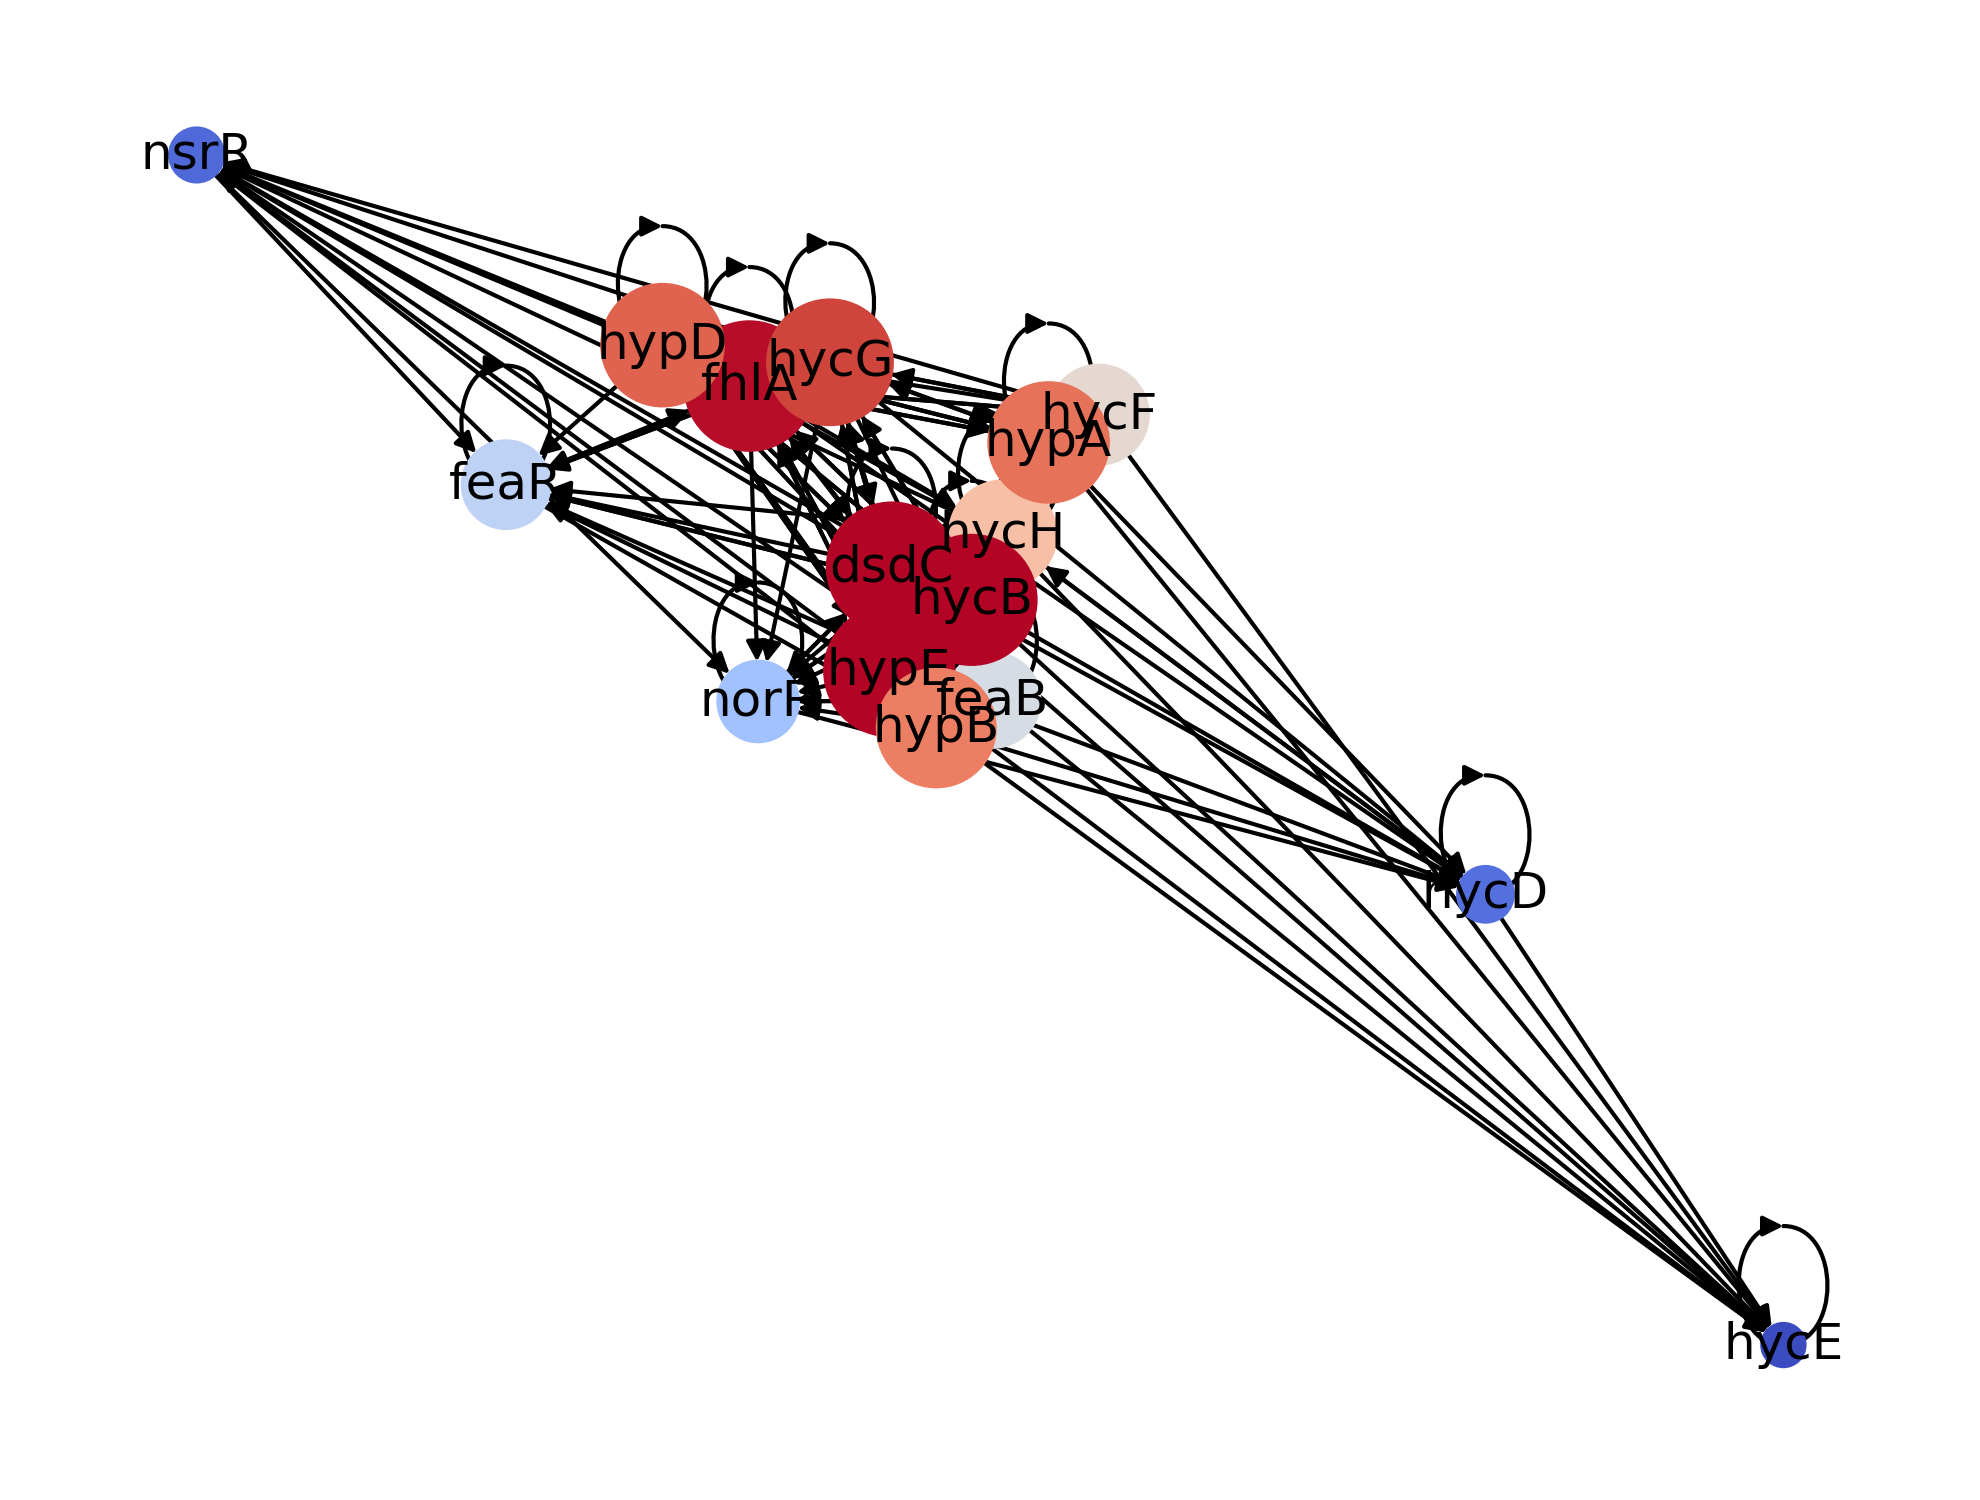 nsrR
hypD
hycG
fhlA
hycF
hypA
feaR
hycH
dsdC
hycB
hypE
feaB
norR
hypB
hycD
hycE